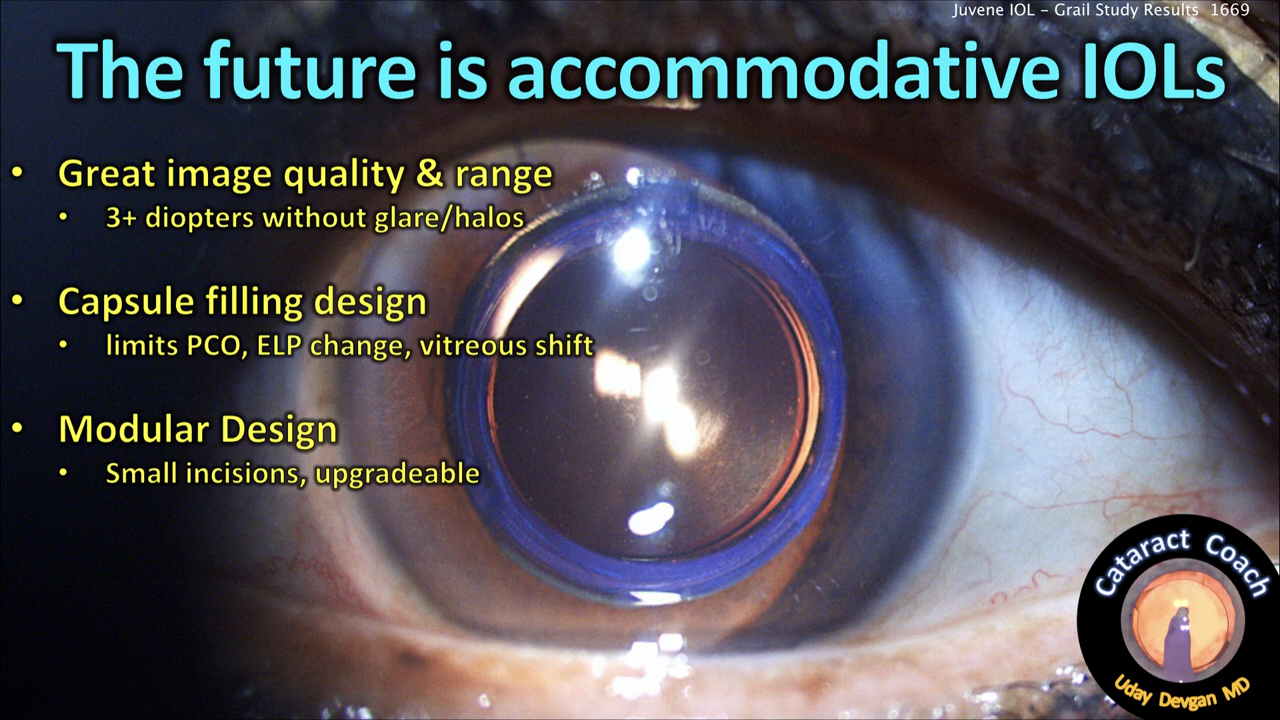 Juvene IOL – Grail Study Results 1669
The future is accommodative IOLs
• Great image quality & range
• 3+ diopters without glare/halos
• Capsule filling design
• limits PCO, ELP change, vitreous shift
• Modular Design
• Small incisions, upgradeable
Cataract Coach
Uday Devgan MD